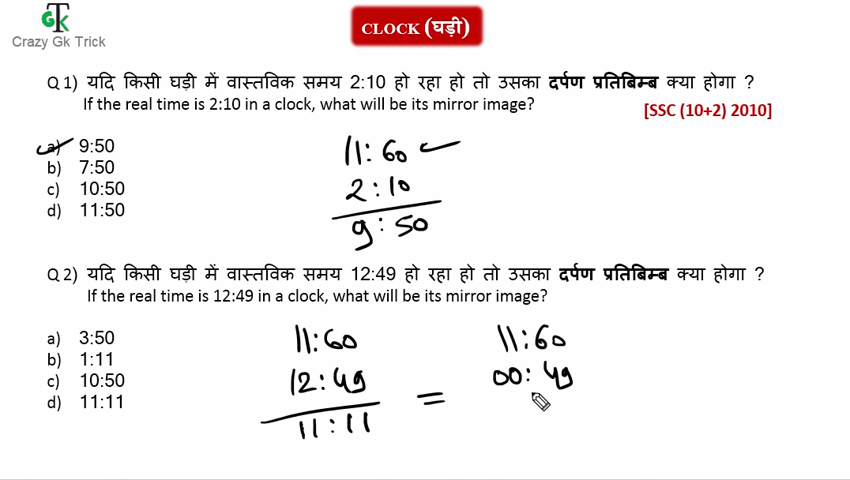 GTK
Crazy Gk Trick
CLOCK (घड़ी)
Q 1) यदि किसी घड़ी में वास्तविक समय 2:10 हो रहा हो तो उसका दर्पण प्रतिबिम्ब क्या होगा ?
If the real time is 2:10 in a clock, what will be its mirror image?
[SSC (10+2) 2010]
a) 9:50
b) 7:50
c) 10:50
d) 11:50
11:60
2:10
9:50
Q 2) यदि किसी घड़ी में वास्तविक समय 12:49 हो रहा हो तो उसका दर्पण प्रतिबिम्ब क्या होगा ?
If the real time is 12:49 in a clock, what will be its mirror image?
a) 3:50
b) 1:11
c) 10:50
d) 11:11
11:60
12:49
11:11
=
11:60
00:49